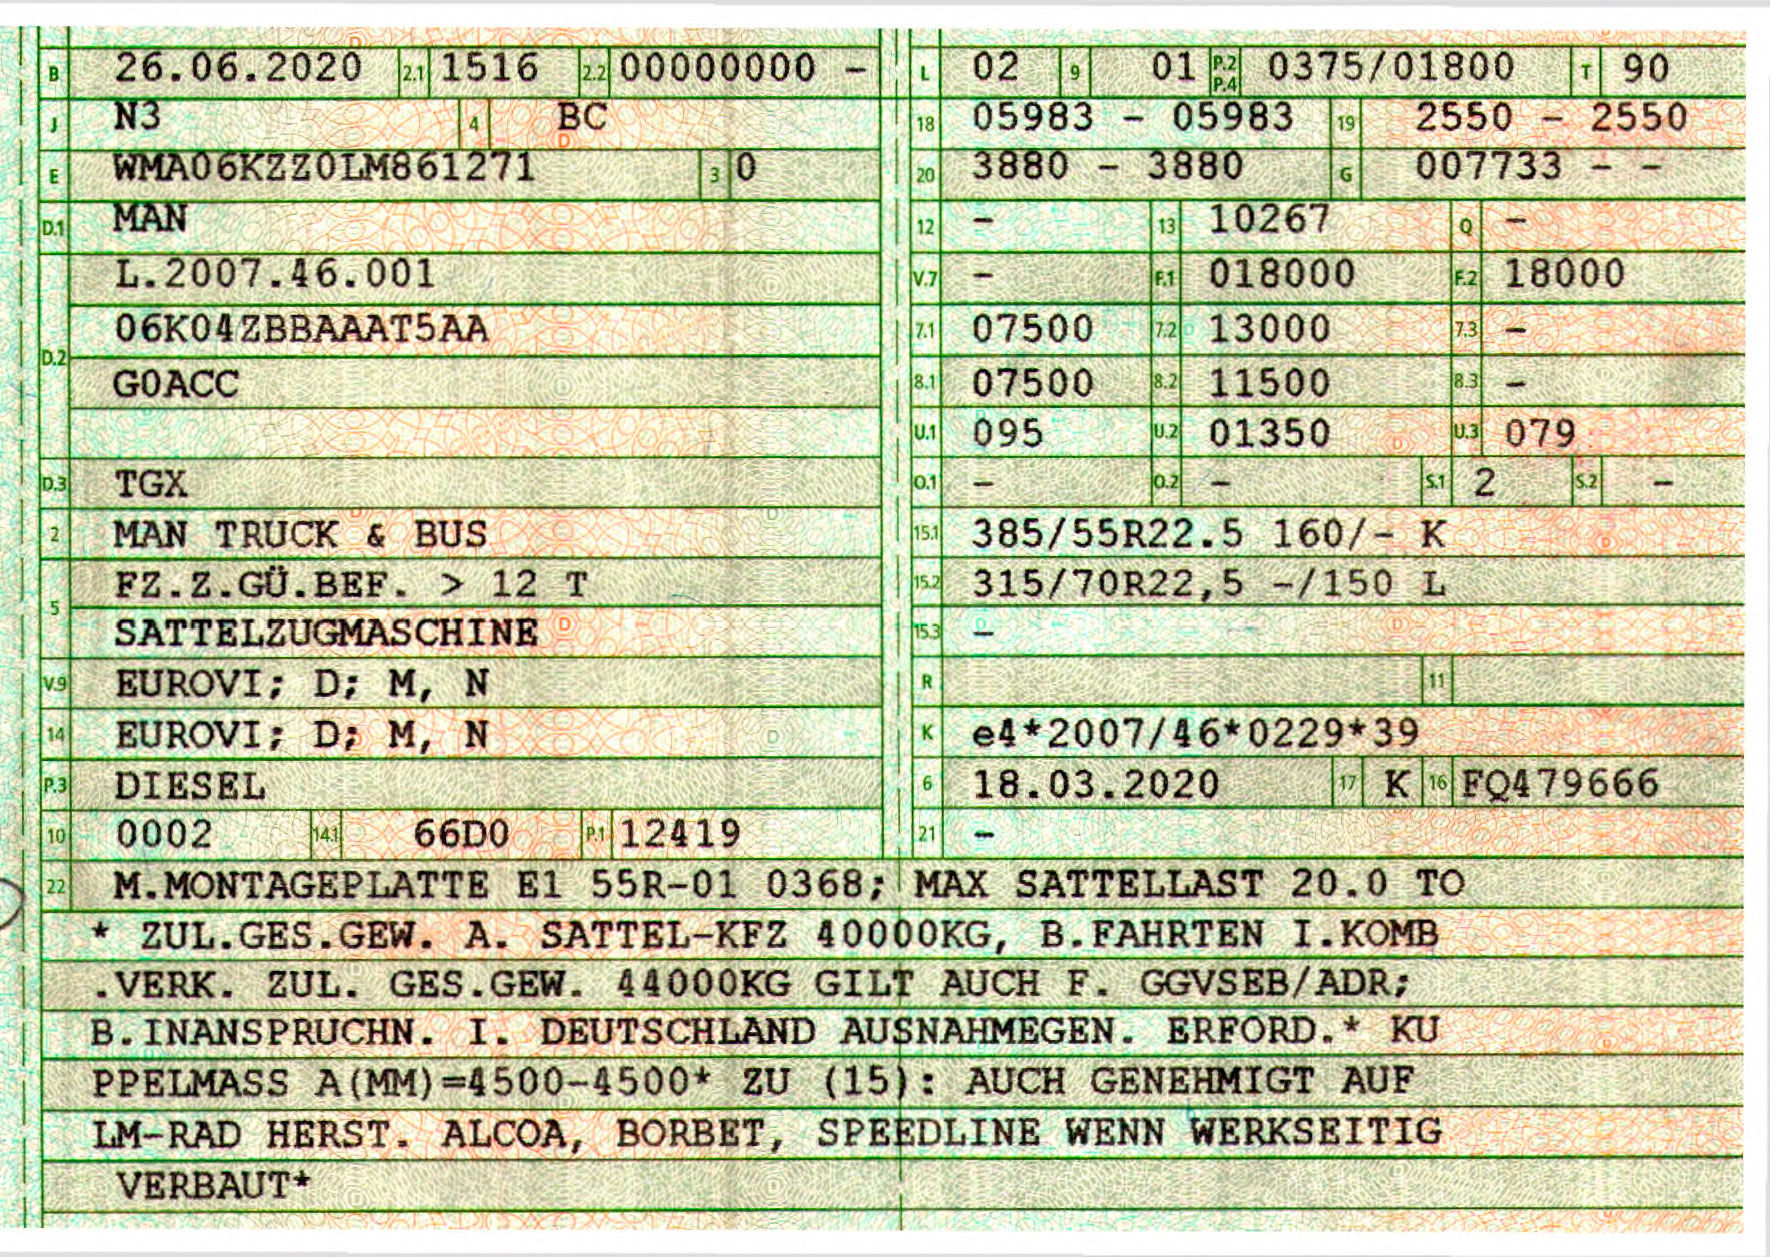 B 26.06.2020 2.1 1516 2.2 00000000 -
J N3 4 BC
E WMA06KZZ0LM861271 3 0
D.1 MAN
L.2007.46.001
D.2 06K04ZBBAAAT5AA
G0ACC
D.3 TGX
2 MAN TRUCK & BUS
5 FZ.Z.GÜ.BEF. > 12 T
SATTELZUGMASCHINE
V.9 EUROVI; D; M, N
14 EUROVI; D; M, N
P.3 DIESEL
10 0002 14.1 66D0 P.1 12419
L 02 9 01 P.2 P.4 0375/01800 T 90
18 05983 - 05983 19 2550 - 2550
20 3880 - 3880 G 007733 - -
12 - 13 10267 Q -
V.7 - F.1 018000 F.2 18000
7.1 07500 7.2 13000 7.3 -
8.1 07500 8.2 11500 8.3 -
U.1 095 U.2 01350 U.3 079
O.1 - O.2 - S.1 2 S.2 -
15.1 385/55R22.5 160/- K
15.2 315/70R22,5 -/150 L
15.3 -
R 11
K e4*2007/46*0229*39
6 18.03.2020 17 K 16 FQ479666
21 -
22 M.MONTAGEPLATTE E1 55R-01 0368; MAX SATTELLAST 20.0 TO
* ZUL.GES.GEW. A. SATTEL-KFZ 40000KG, B.FAHRTEN I.KOMB
.VERK. ZUL. GES.GEW. 44000KG GILT AUCH F. GGVSEB/ADR;
B.INANSPRUCHN. I. DEUTSCHLAND AUSNAHMEGEN. ERFORD.* KU
PPELMASS A(MM)=4500-4500* ZU (15): AUCH GENEHMIGT AUF
LM-RAD HERST. ALCOA, BORBET, SPEEDLINE WENN WERKSEITIG
VERBAUT*